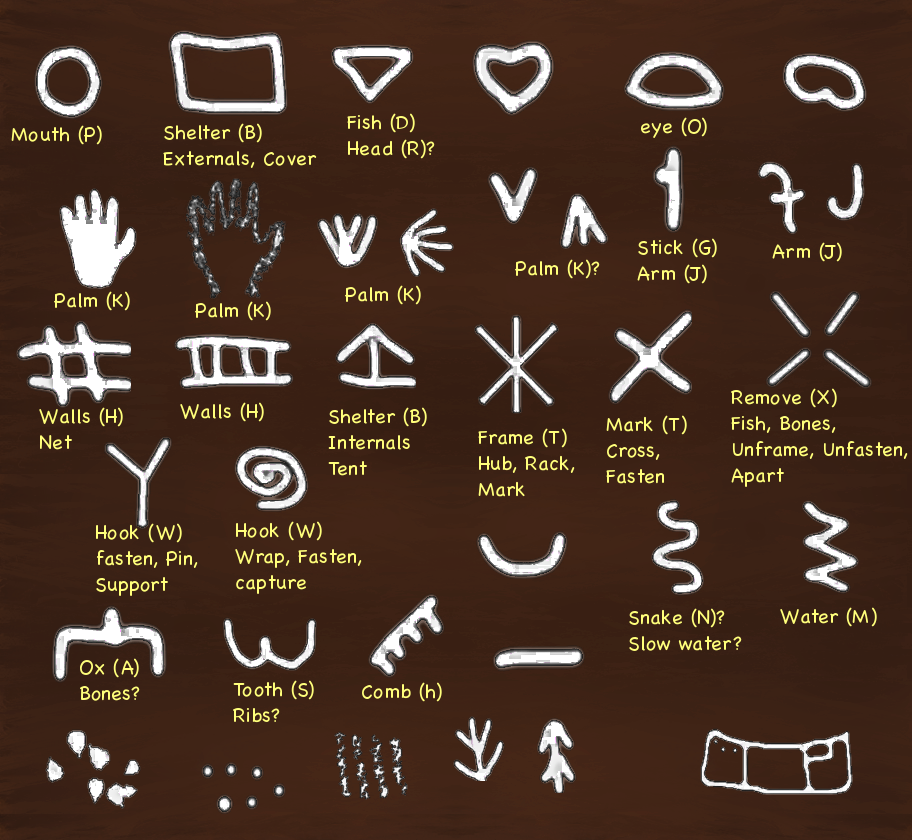 Mouth (P)
Shelter (B)
Externals, Cover
Fish (D)
Head (R)?
eye (O)
Palm (K)
Palm (K)
Palm (K)
Palm (K)?
Stick (G)
Arm (J)
Arm (J)
Walls (H)
Net
Walls (H)
Shelter (B)
Internals
Tent
Frame (T)
Hub, Rack,
Mark
Mark (T)
Cross,
Fasten
Remove (X)
Fish, Bones,
Unframe, Unfasten,
Apart
Hook (W)
fasten, Pin,
Support
Hook (W)
Wrap, Fasten,
capture
Snake (N)?
Slow water?
Water (M)
Ox (A)
Bones?
Tooth (S)
Ribs?
Comb (h)